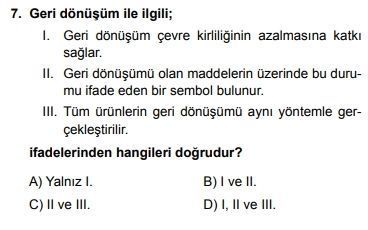 7. Geri dönüşüm ile ilgili;
I. Geri dönüşüm çevre kirliliğinin azalmasına katkı
sağlar.
II. Geri dönüşümü olan maddelerin üzerinde bu duru-
mu ifade eden bir sembol bulunur.
III. Tüm ürünlerin geri dönüşümü aynı yöntemle ger-
çekleştirilir.
ifadelerinden hangileri doğrudur?
A) Yalnız I. B) I ve II.
C) II ve III. D) I, II ve III.